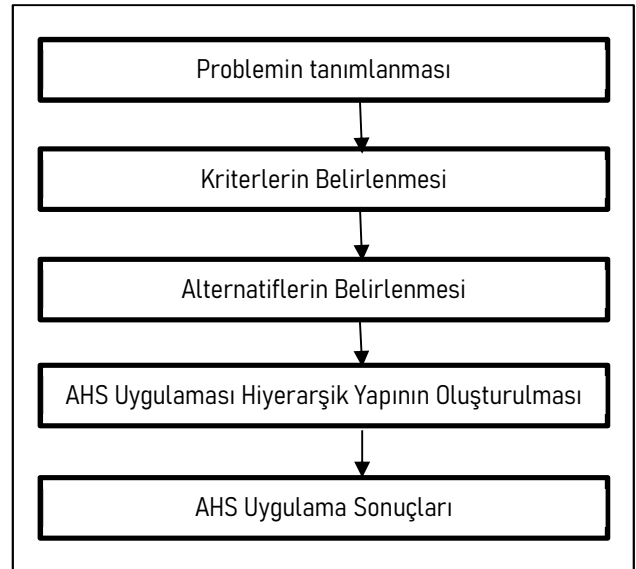 Problemin tanımlanması
Kriterlerin Belirlenmesi
Alternatiflerin Belirlenmesi
AHS Uygulaması Hiyerarşik Yapının Oluşturulması
AHS Uygulama Sonuçları